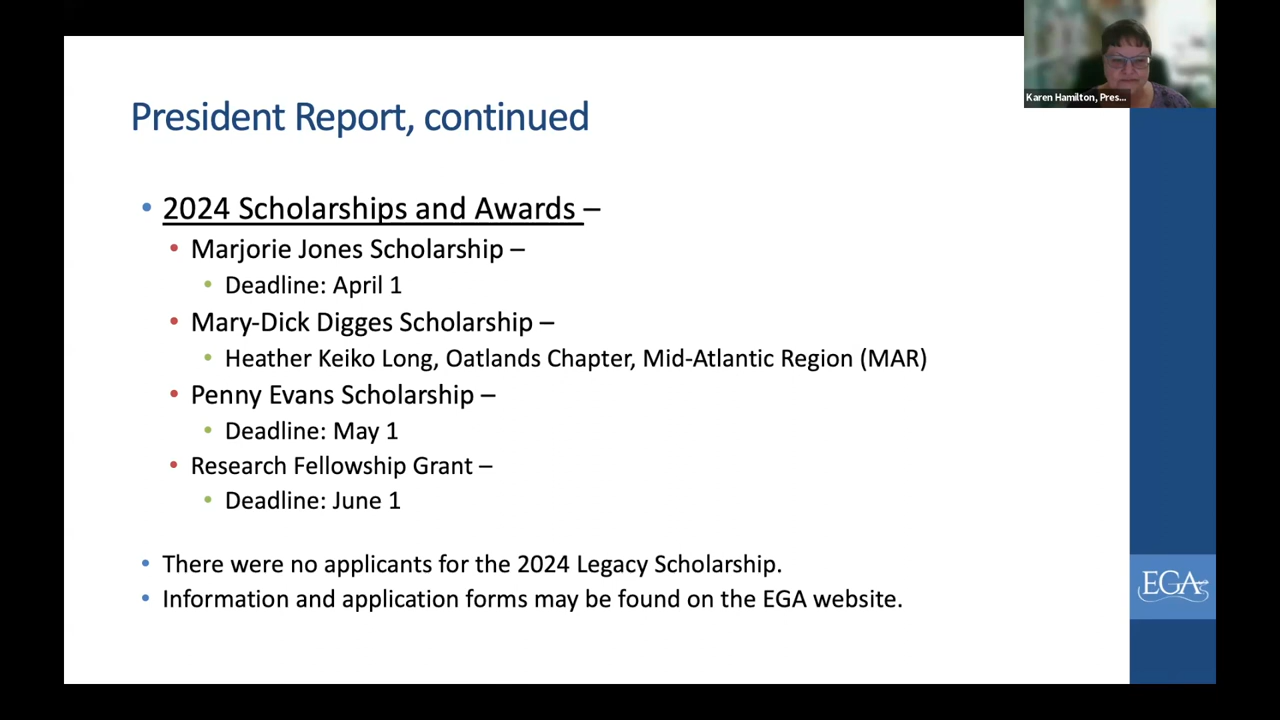 Karen Hamilton, Pres...
President Report, continued
• 2024 Scholarships and Awards –
• Marjorie Jones Scholarship –
• Deadline: April 1
• Mary-Dick Digges Scholarship –
• Heather Keiko Long, Oatlands Chapter, Mid-Atlantic Region (MAR)
• Penny Evans Scholarship –
• Deadline: May 1
• Research Fellowship Grant –
• Deadline: June 1
• There were no applicants for the 2024 Legacy Scholarship.
• Information and application forms may be found on the EGA website.
EGA